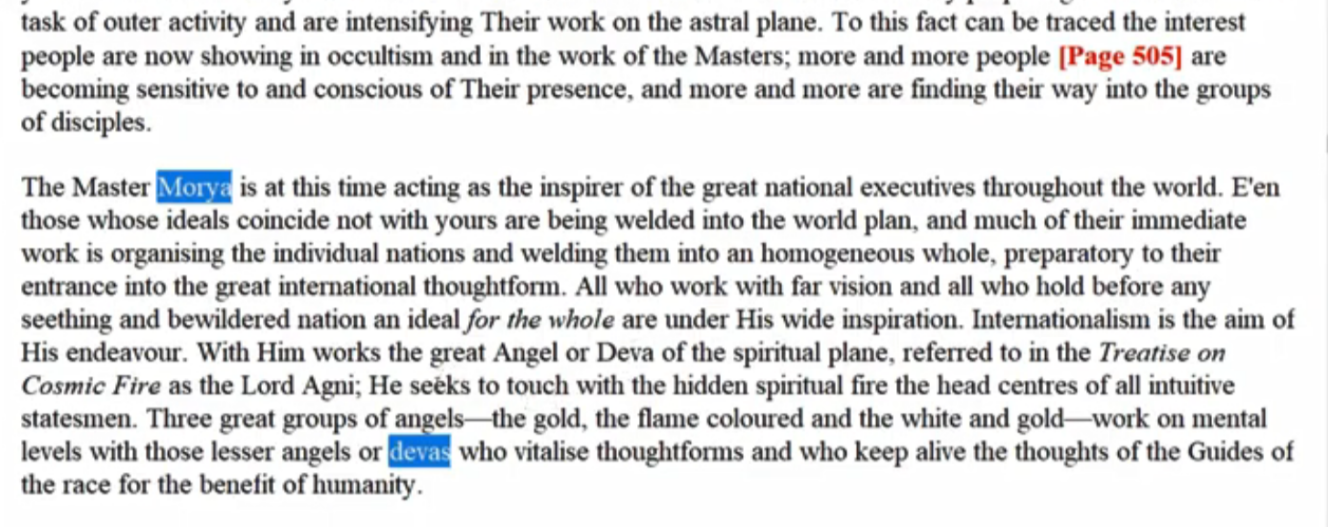 task of outer activity and are intensifying Their work on the astral plane. To this fact can be traced the interest
people are now showing in occultism and in the work of the Masters; more and more people [Page 505] are
becoming sensitive to and conscious of Their presence, and more and more are finding their way into the groups
of disciples.
The Master Morya is at this time acting as the inspirer of the great national executives throughout the world. E'en
those whose ideals coincide not with yours are being welded into the world plan, and much of their immediate
work is organising the individual nations and welding them into an homogeneous whole, preparatory to their
entrance into the great international thoughtform. All who work with far vision and all who hold before any
seething and bewildered nation an ideal for the whole are under His wide inspiration. Internationalism is the aim of
His endeavour. With Him works the great Angel or Deva of the spiritual plane, referred to in the Treatise on
Cosmic Fire as the Lord Agni; He seeks to touch with the hidden spiritual fire the head centres of all intuitive
statesmen. Three great groups of angels—the gold, the flame coloured and the white and gold—work on mental
levels with those lesser angels or devas who vitalise thoughtforms and who keep alive the thoughts of the Guides of
the race for the benefit of humanity.